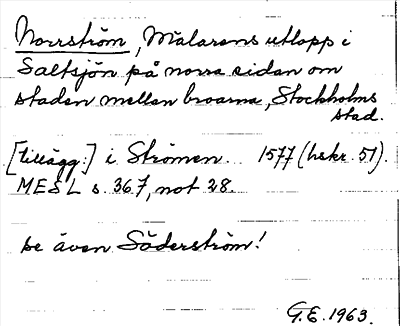 Norrström, Mälarens utlopp i
Saltsjön på norra sidan om
staden mellan broarna, Stockholms
stad.
[tillägg:] i Strömen. 1577 (hskr. 51).
MESL s. 367, not 28.
se även Söderström!
G.E. 1963.